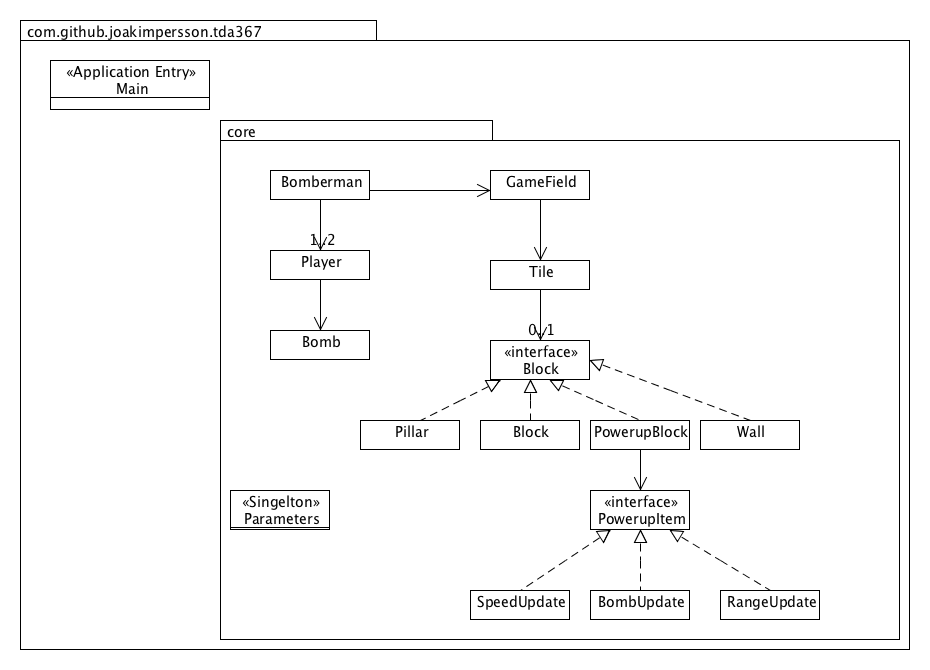 com.github.joakimpersson.tda367
«Application Entry»
Main
core
Bomberman
GameField
1..2
Player
Tile
Bomb
0..1
«interface»
Block
Pillar
Block
PowerupBlock
Wall
«Singelton»
Parameters
«interface»
PowerupItem
SpeedUpdate
BombUpdate
RangeUpdate